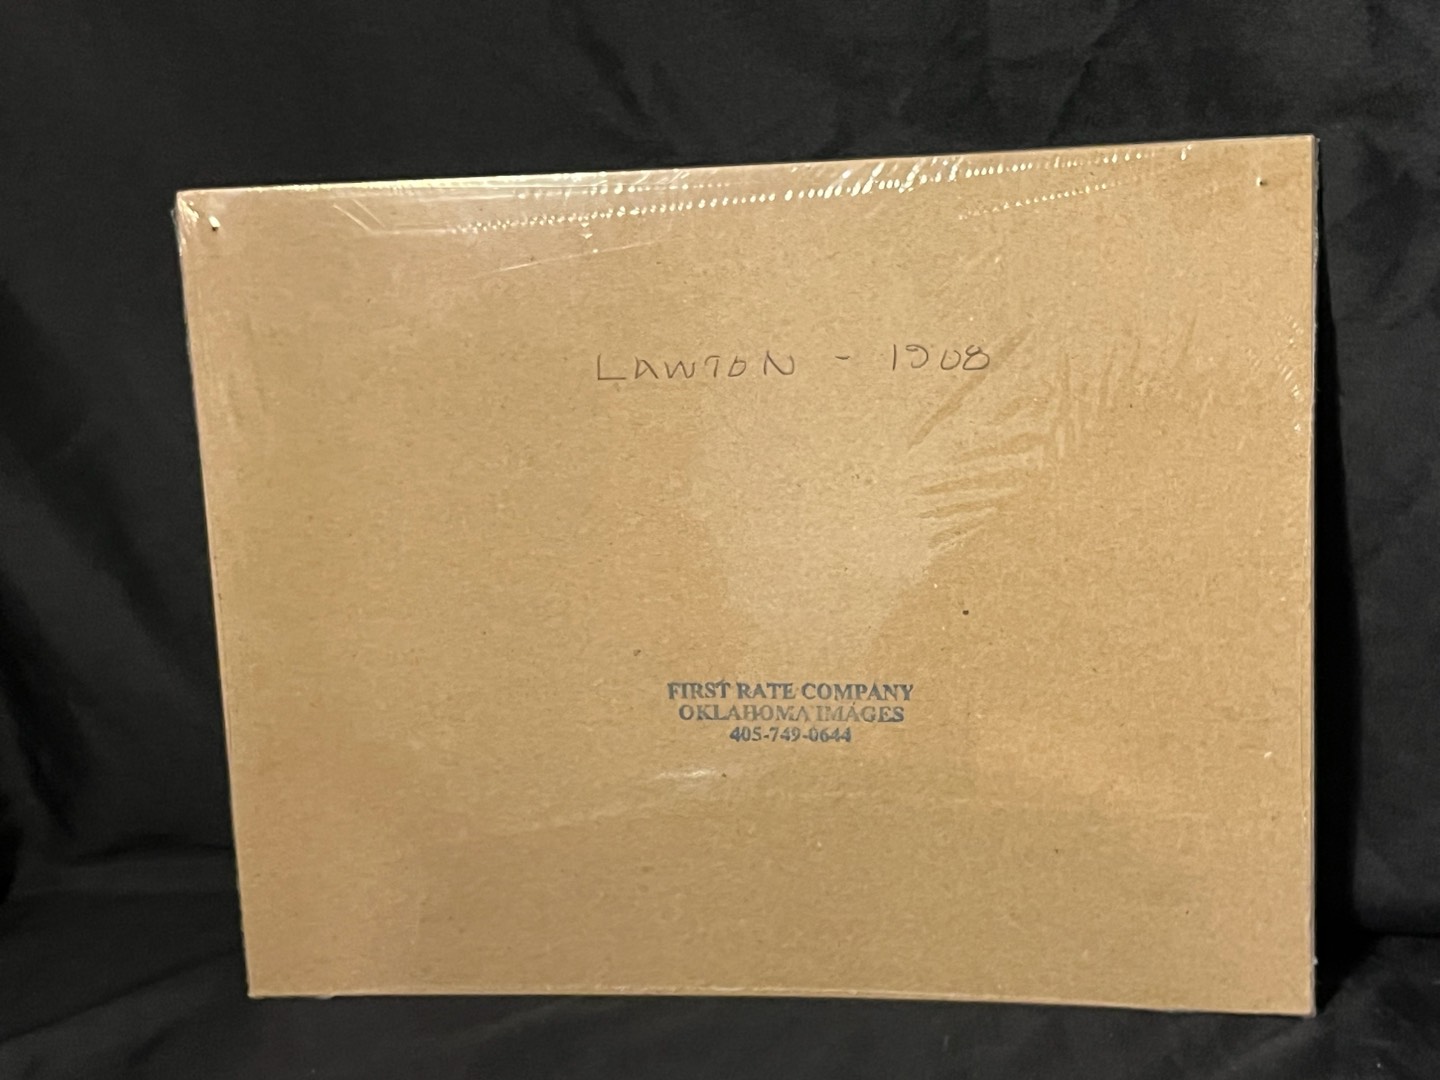 LAWTON - 1908
FIRST RATE COMPANY
OKLAHOMA IMAGES
405-749-0644